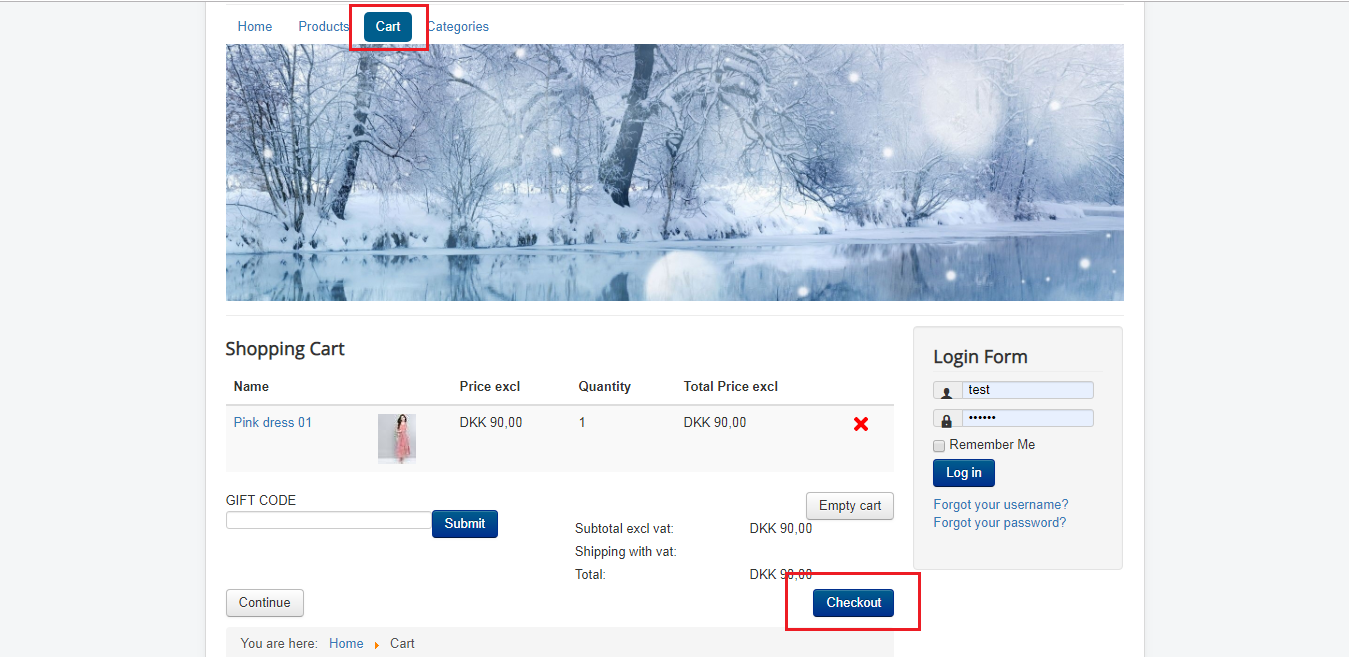 Home Products Cart Categories
Shopping Cart
Name Price excl Quantity Total Price excl
Pink dress 01 DKK 90,00 1 DKK 90,00
GIFT CODE
Submit
Empty cart
Subtotal excl vat: DKK 90,00
Shipping with vat:
Total: DKK 90,00
Continue
Checkout
You are here: Home Cart
Login Form
test
••••••
Remember Me
Log in
Forgot your username?
Forgot your password?